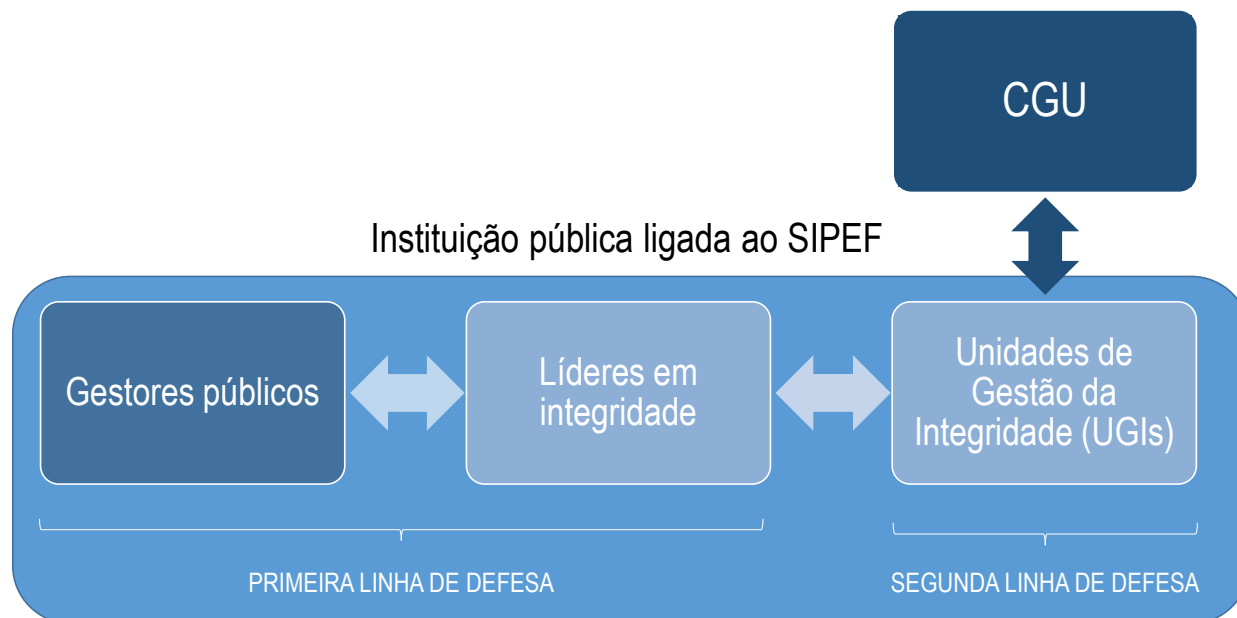 CGU
Instituição pública ligada ao SIPEF
Gestores públicos
Líderes em
integridade
Unidades de
Gestão da
Integridade (UGIs)
PRIMEIRA LINHA DE DEFESA
SEGUNDA LINHA DE DEFESA